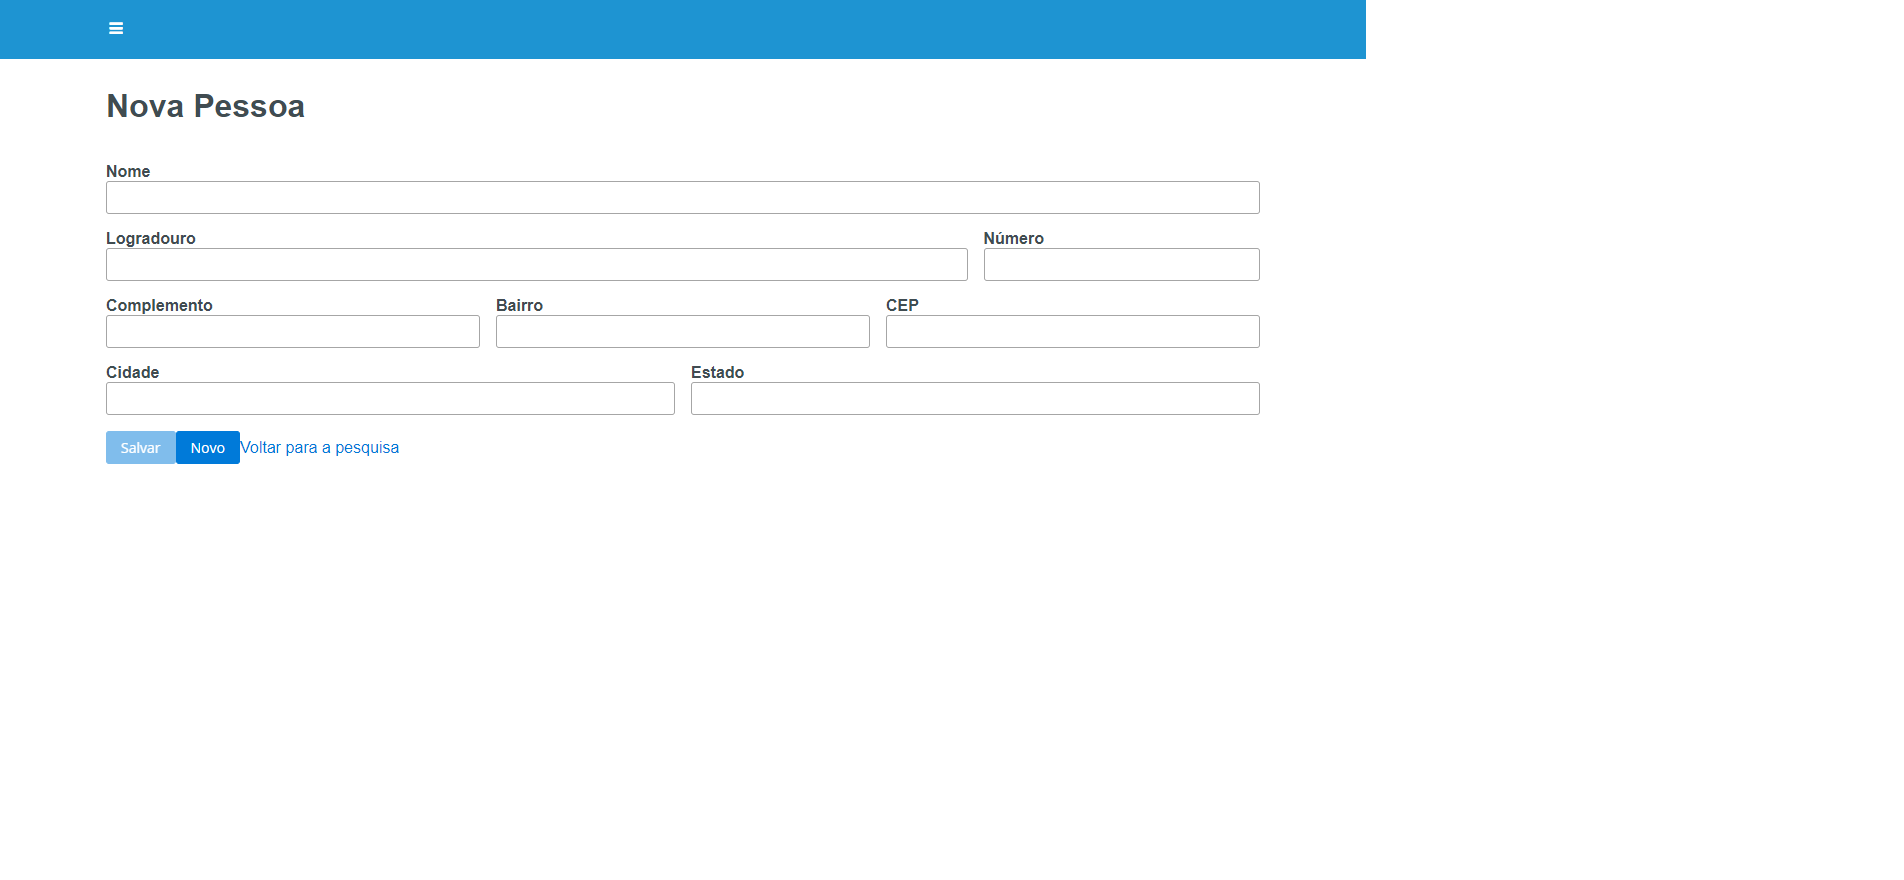 Nova Pessoa
Nome
Logradouro Número
Complemento Bairro CEP
Cidade Estado
Salvar Novo Voltar para a pesquisa